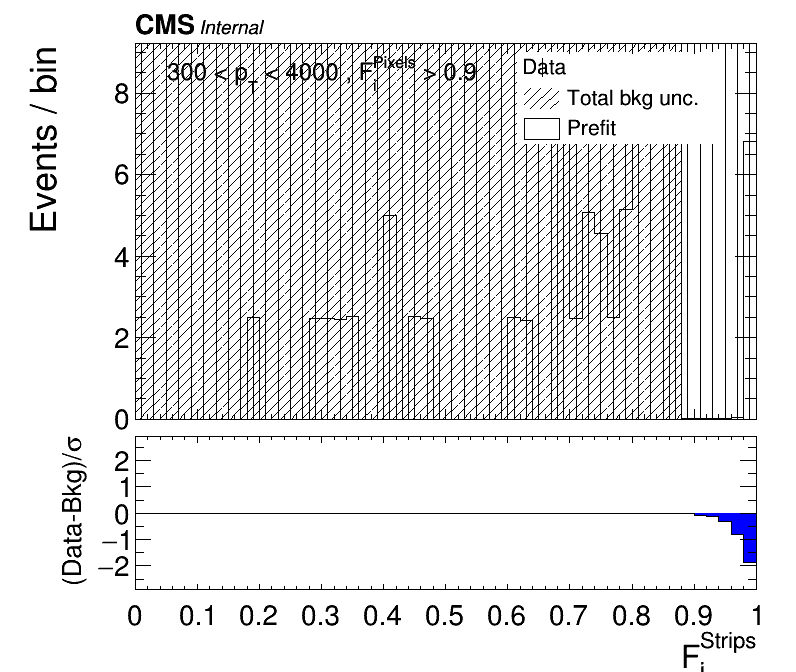 CMS Internal
300 < p_T < 4000 , F_i^Pixels > 0.9
Data
Total bkg unc.
Prefit
Events / bin
8
6
4
2
0
(Data-Bkg)/σ
2
1
0
−1
−2
0 0.1 0.2 0.3 0.4 0.5 0.6 0.7 0.8 0.9 1
F_i^Strips